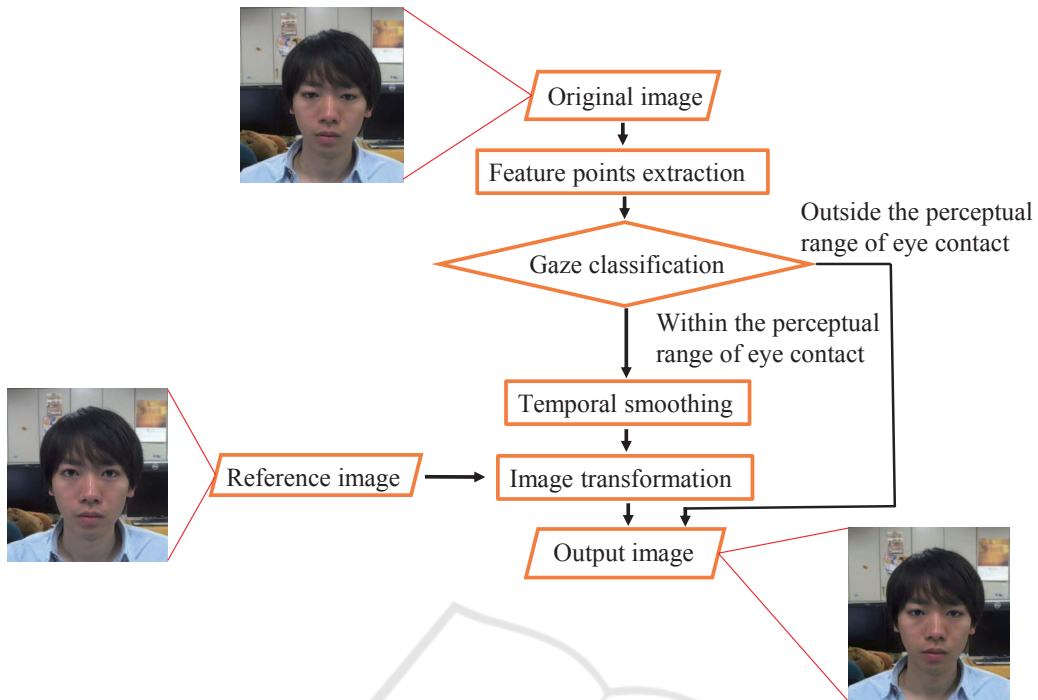 Original image
Feature points extraction
Outside the perceptual
range of eye contact
Gaze classification
Within the perceptual
range of eye contact
Temporal smoothing
Reference image
Image transformation
Output image